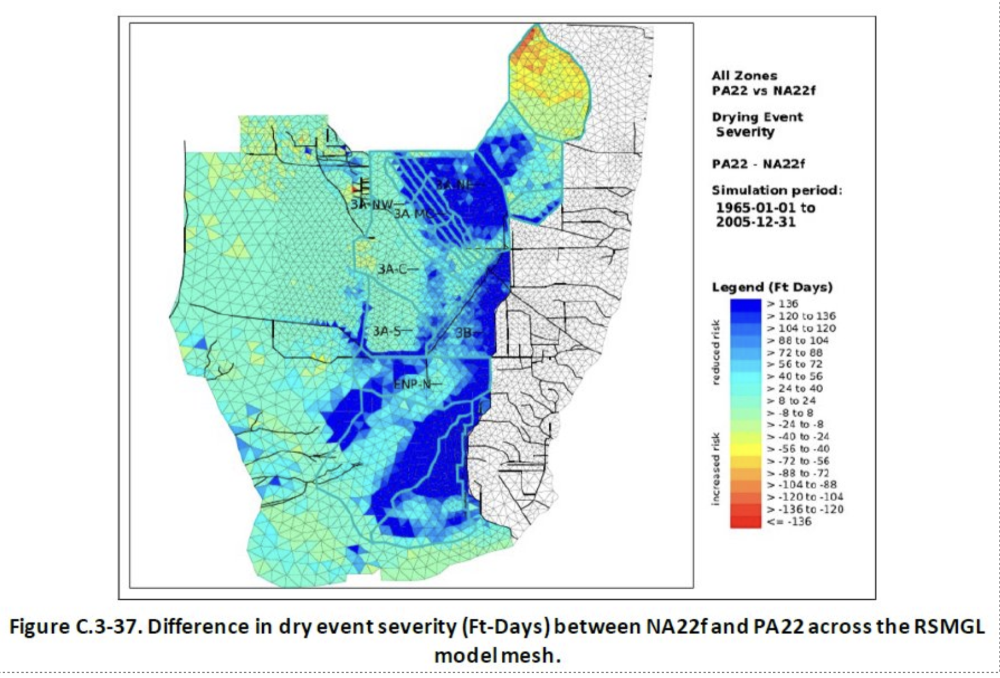 All Zones
PA22 vs NA22f
Drying Event
Severity
PA22 - NA22f
Simulation period:
1965-01-01 to
2005-12-31
3A-NE
3A-NW
3A MC
3A-C
3A-S
3B
ENP-N
Legend (Ft Days)
reduced risk
increased risk
> 136
> 120 to 136
> 104 to 120
> 88 to 104
> 72 to 88
> 56 to 72
> 40 to 56
> 24 to 40
> 8 to 24
> -8 to 8
> -24 to -8
> -40 to -24
> -56 to -40
> -72 to -56
> -88 to -72
> -104 to -88
> -120 to -104
> -136 to -120
<= -136
Figure C.3-37. Difference in dry event severity (Ft-Days) between NA22f and PA22 across the RSMGL
model mesh.